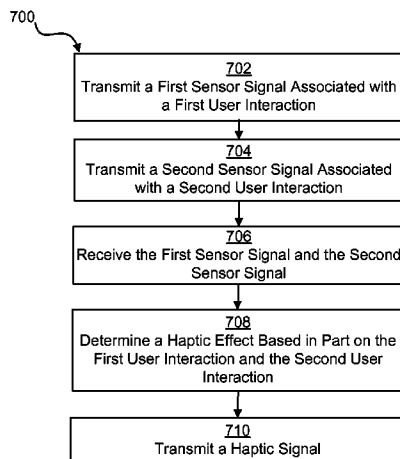 700
702
Transmit a First Sensor Signal Associated with
a First User Interaction
704
Transmit a Second Sensor Signal Associated
with a Second User Interaction
706
Receive the First Sensor Signal and the Second
Sensor Signal
708
Determine a Haptic Effect Based in Part on the
First User Interaction and the Second User
Interaction
710
Transmit a Haptic Signal